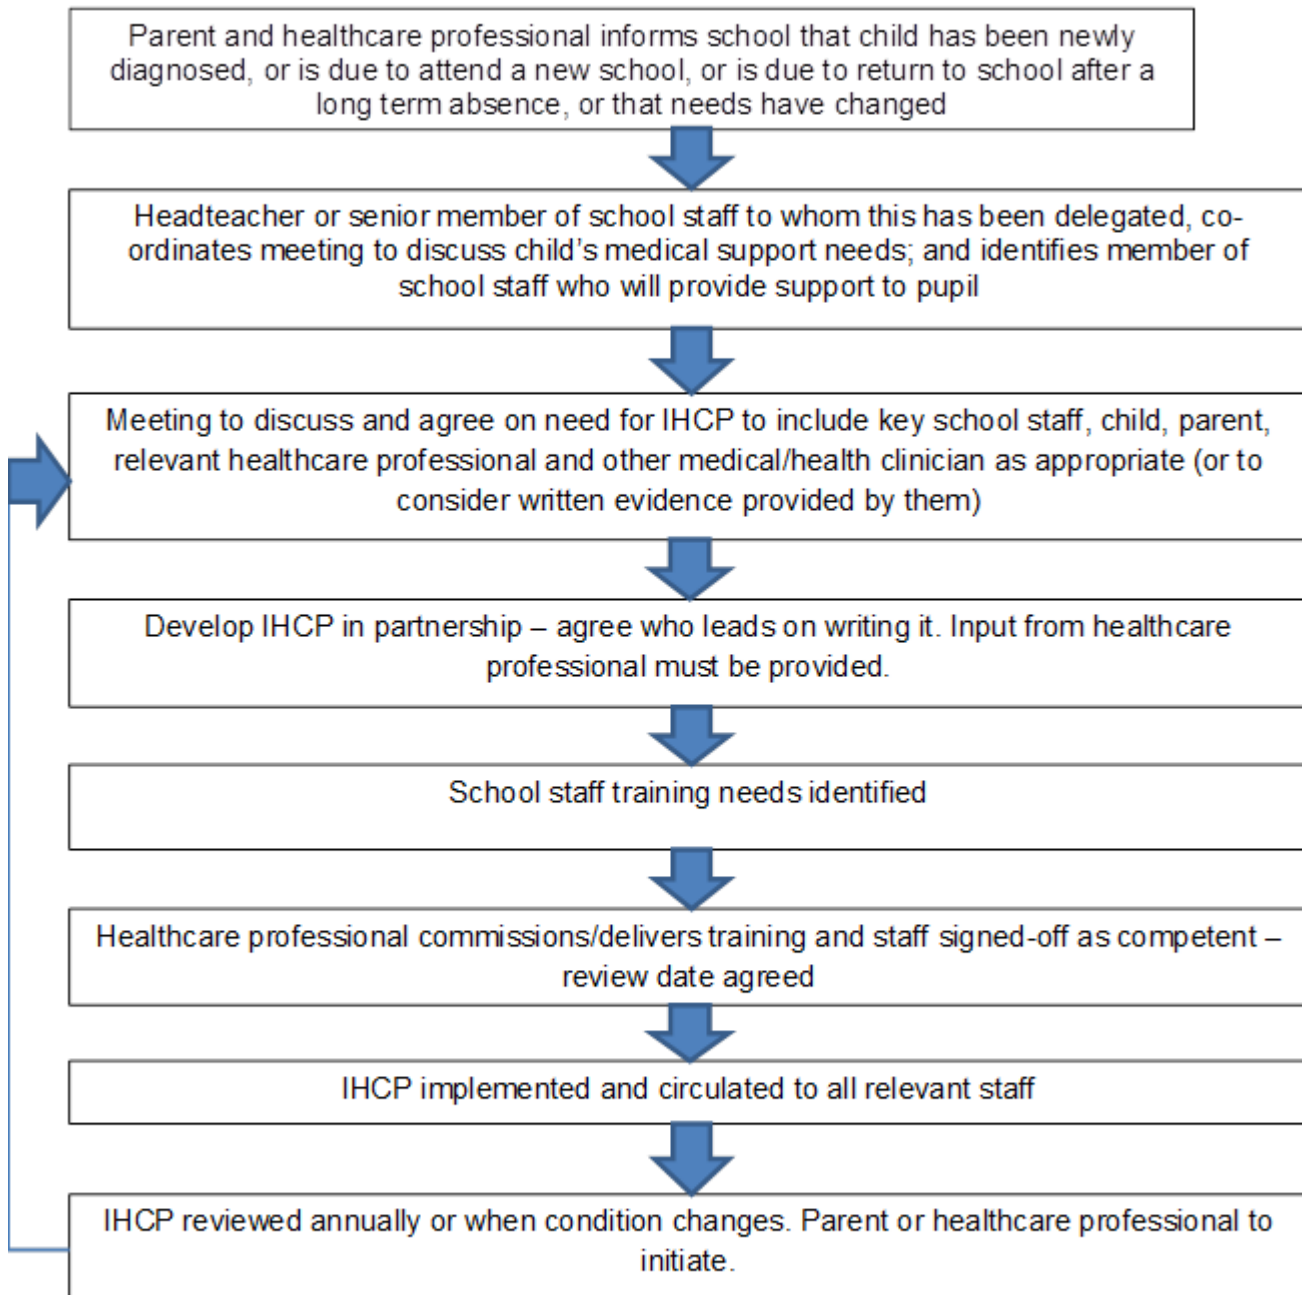 Parent and healthcare professional informs school that child has been newly
diagnosed, or is due to attend a new school, or is due to return to school after a
long term absence, or that needs have changed
Headteacher or senior member of school staff to whom this has been delegated, co-
ordinates meeting to discuss child's medical support needs; and identifies member of
school staff who will provide support to pupil
Meeting to discuss and agree on need for IHCP to include key school staff, child, parent,
relevant healthcare professional and other medical/health clinician as appropriate (or to
consider written evidence provided by them)
Develop IHCP in partnership – agree who leads on writing it. Input from healthcare
professional must be provided.
School staff training needs identified
Healthcare professional commissions/delivers training and staff signed-off as competent –
review date agreed
IHCP implemented and circulated to all relevant staff
IHCP reviewed annually or when condition changes. Parent or healthcare professional to
initiate.